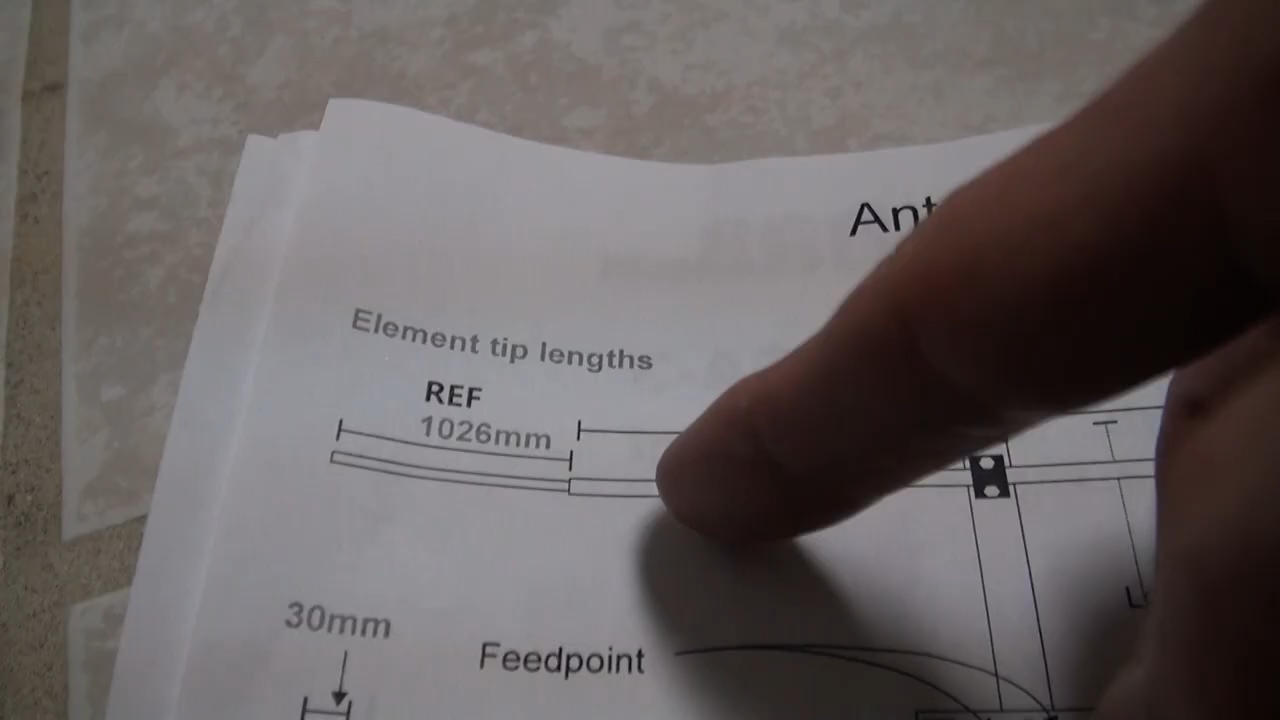 Element tip lengths
REF
1026mm
30mm
Feedpoint